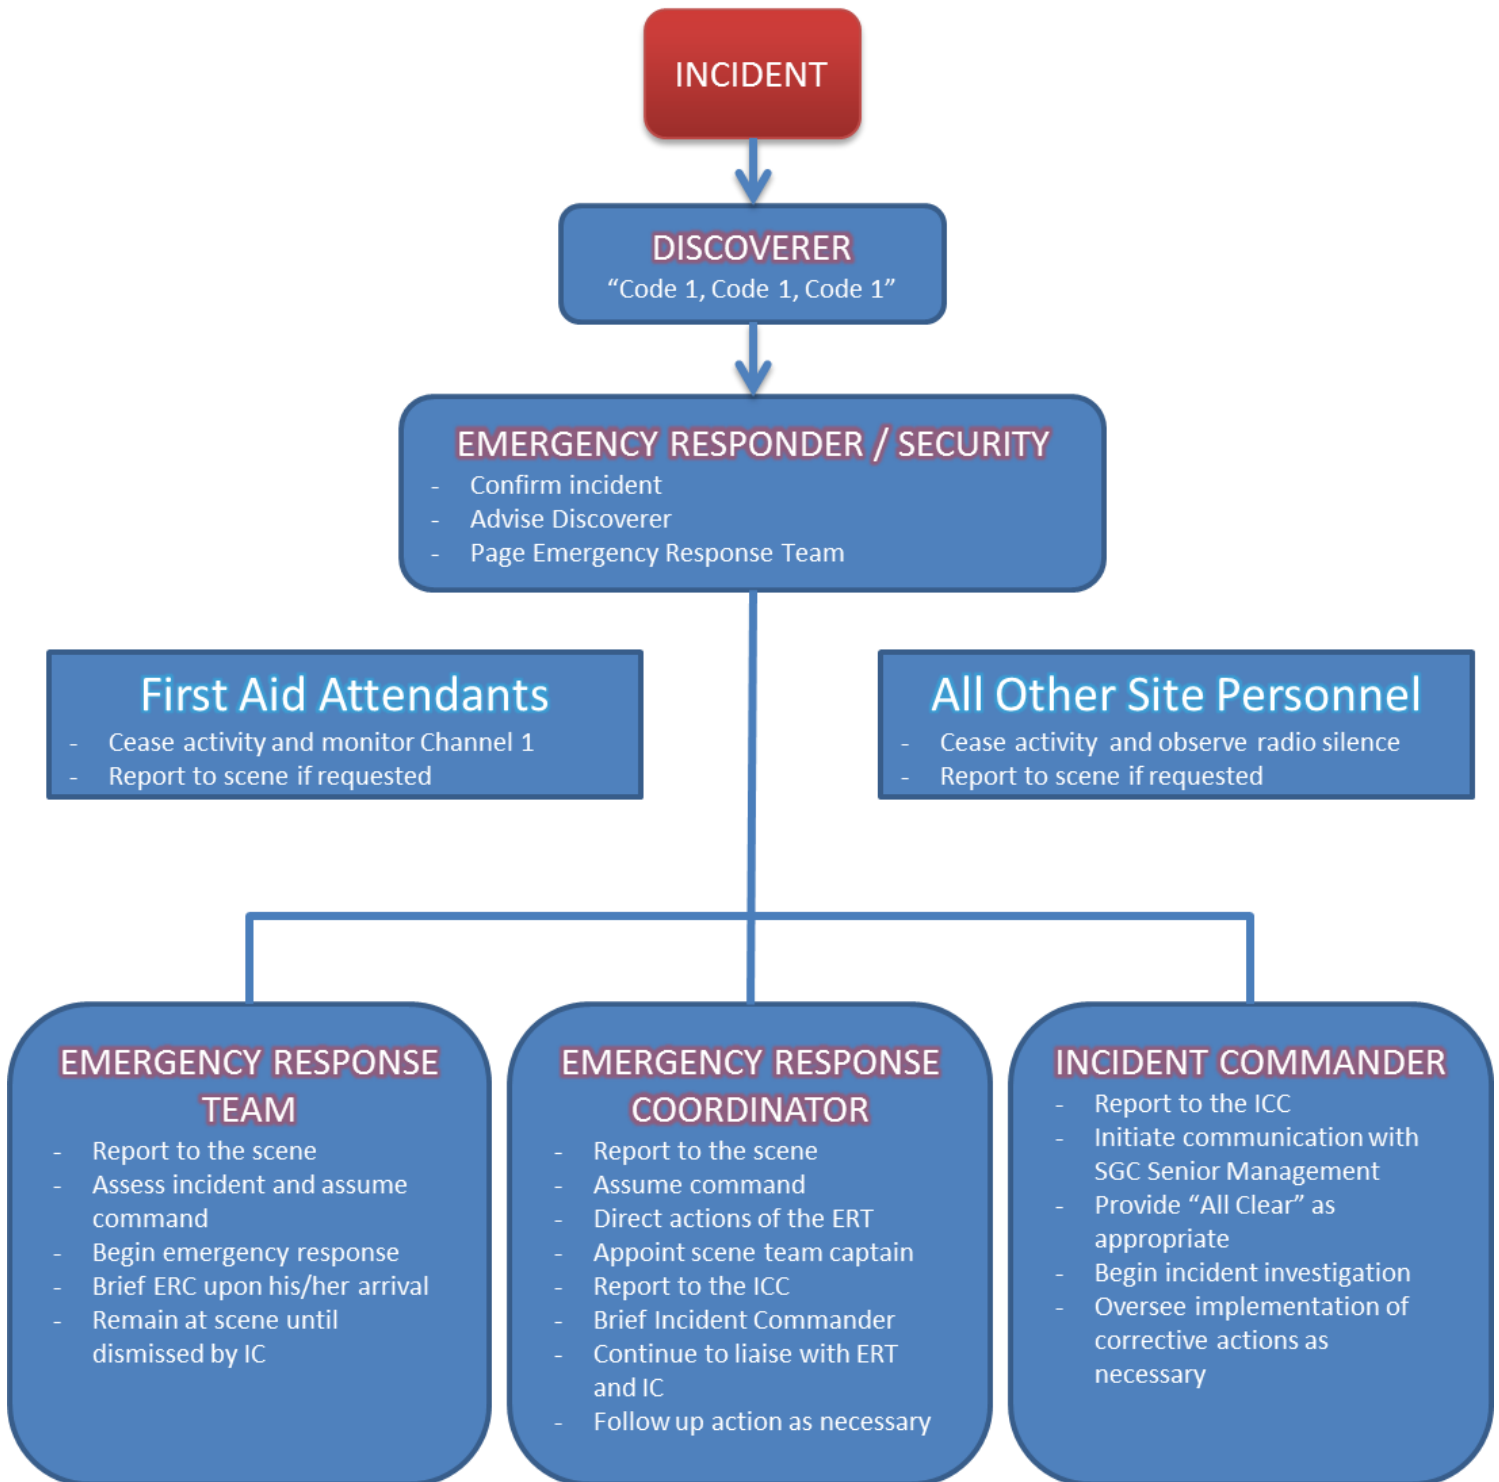 INCIDENT
DISCOVERER
“Code 1, Code 1, Code 1”
EMERGENCY RESPONDER / SECURITY
- Confirm incident
- Advise Discoverer
- Page Emergency Response Team
First Aid Attendants
- Cease activity and monitor Channel 1
- Report to scene if requested
All Other Site Personnel
- Cease activity and observe radio silence
- Report to scene if requested
EMERGENCY RESPONSE
TEAM
- Report to the scene
- Assess incident and assume
command
- Begin emergency response
- Brief ERC upon his/her arrival
- Remain at scene until
dismissed by IC
EMERGENCY RESPONSE
COORDINATOR
- Report to the scene
- Assume command
- Direct actions of the ERT
- Appoint scene team captain
- Report to the ICC
- Brief Incident Commander
- Continue to liaise with ERT
and IC
- Follow up action as necessary
INCIDENT COMMANDER
- Report to the ICC
- Initiate communication with
SGC Senior Management
- Provide “All Clear” as
appropriate
- Begin incident investigation
- Oversee implementation of
corrective actions as
necessary